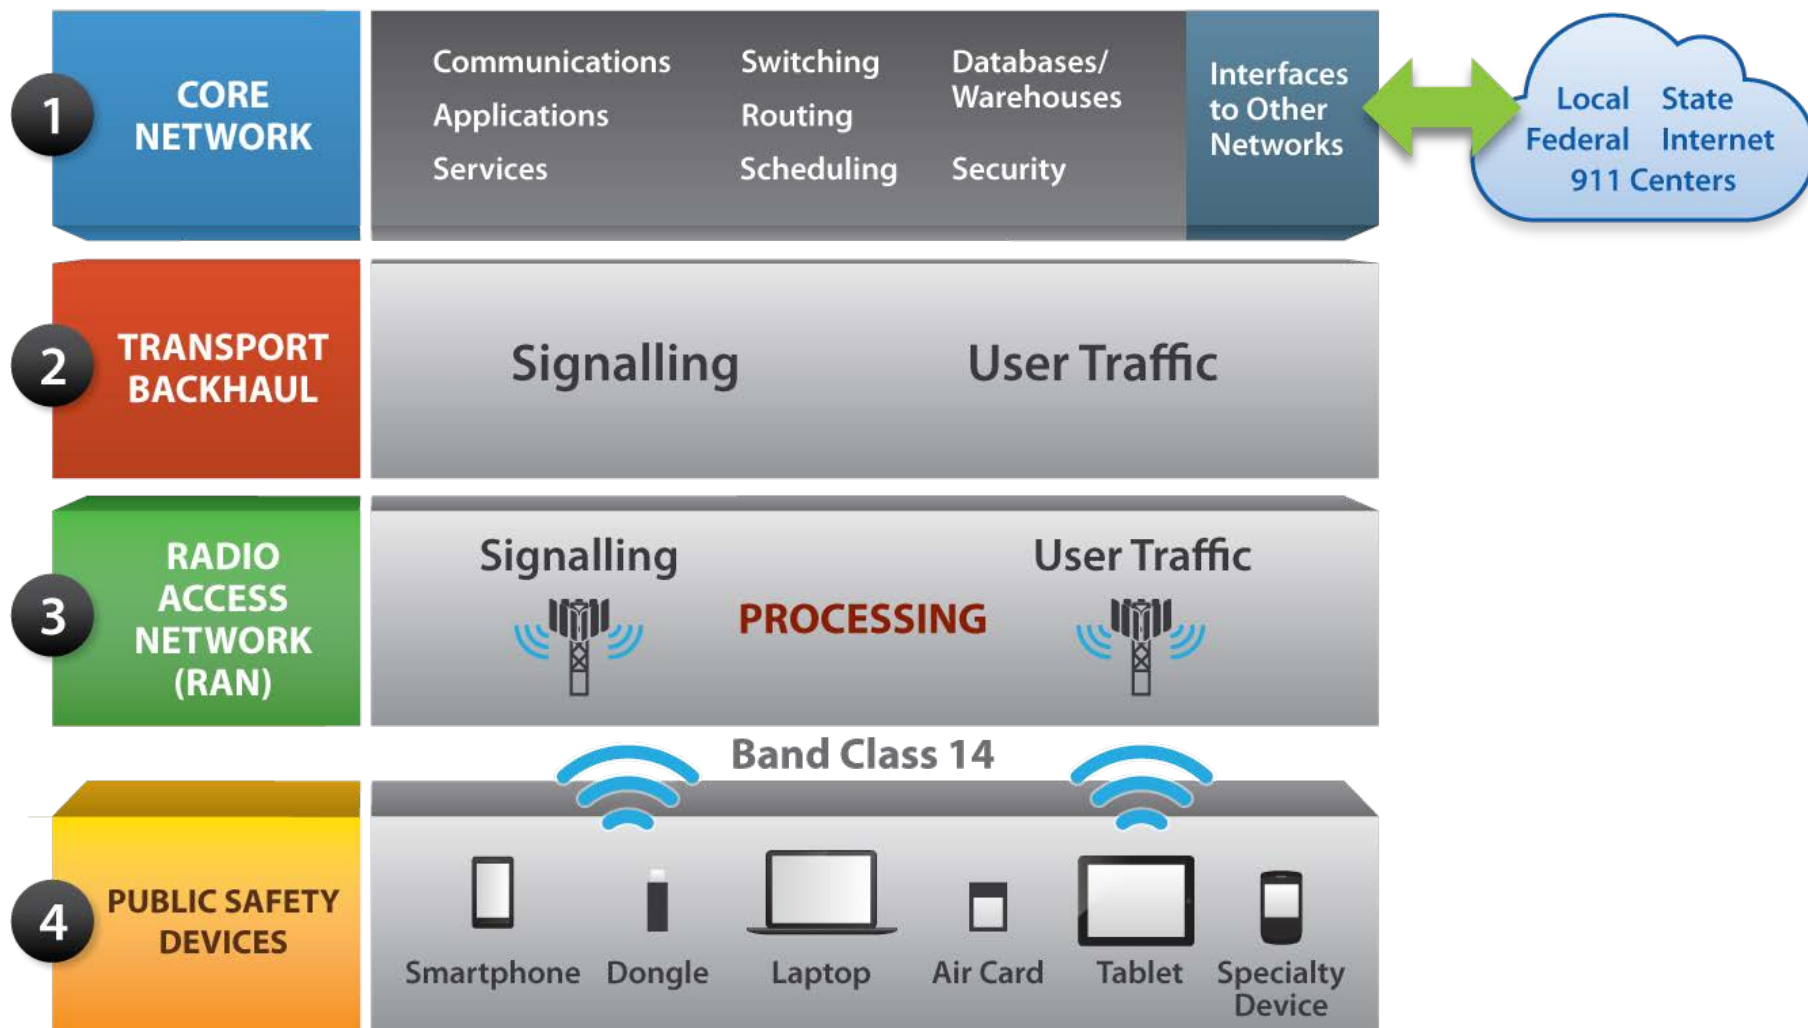 1
CORE
NETWORK
Communications
Applications
Services
Switching
Routing
Scheduling
Databases/
Warehouses
Security
Interfaces
to Other
Networks
Local State
Federal Internet
911 Centers
2
TRANSPORT
BACKHAUL
Signalling
User Traffic
3
RADIO
ACCESS
NETWORK
(RAN)
Signalling
PROCESSING
User Traffic
Band Class 14
4
PUBLIC SAFETY
DEVICES
Smartphone
Dongle
Laptop
Air Card
Tablet
Specialty
Device